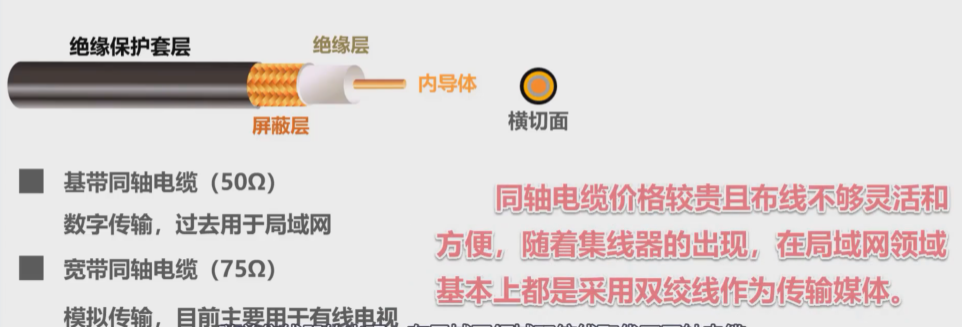 绝缘保护套层
绝缘层
内导体
屏蔽层
横切面
基带同轴电缆（50Ω）
数字传输，过去用于局域网
宽带同轴电缆（75Ω）
模拟传输，目前主要用于有线电视
同轴电缆价格较贵且布线不够灵活和
方便，随着集线器的出现，在局域网领域
基本上都是采用双绞线作为传输媒体。